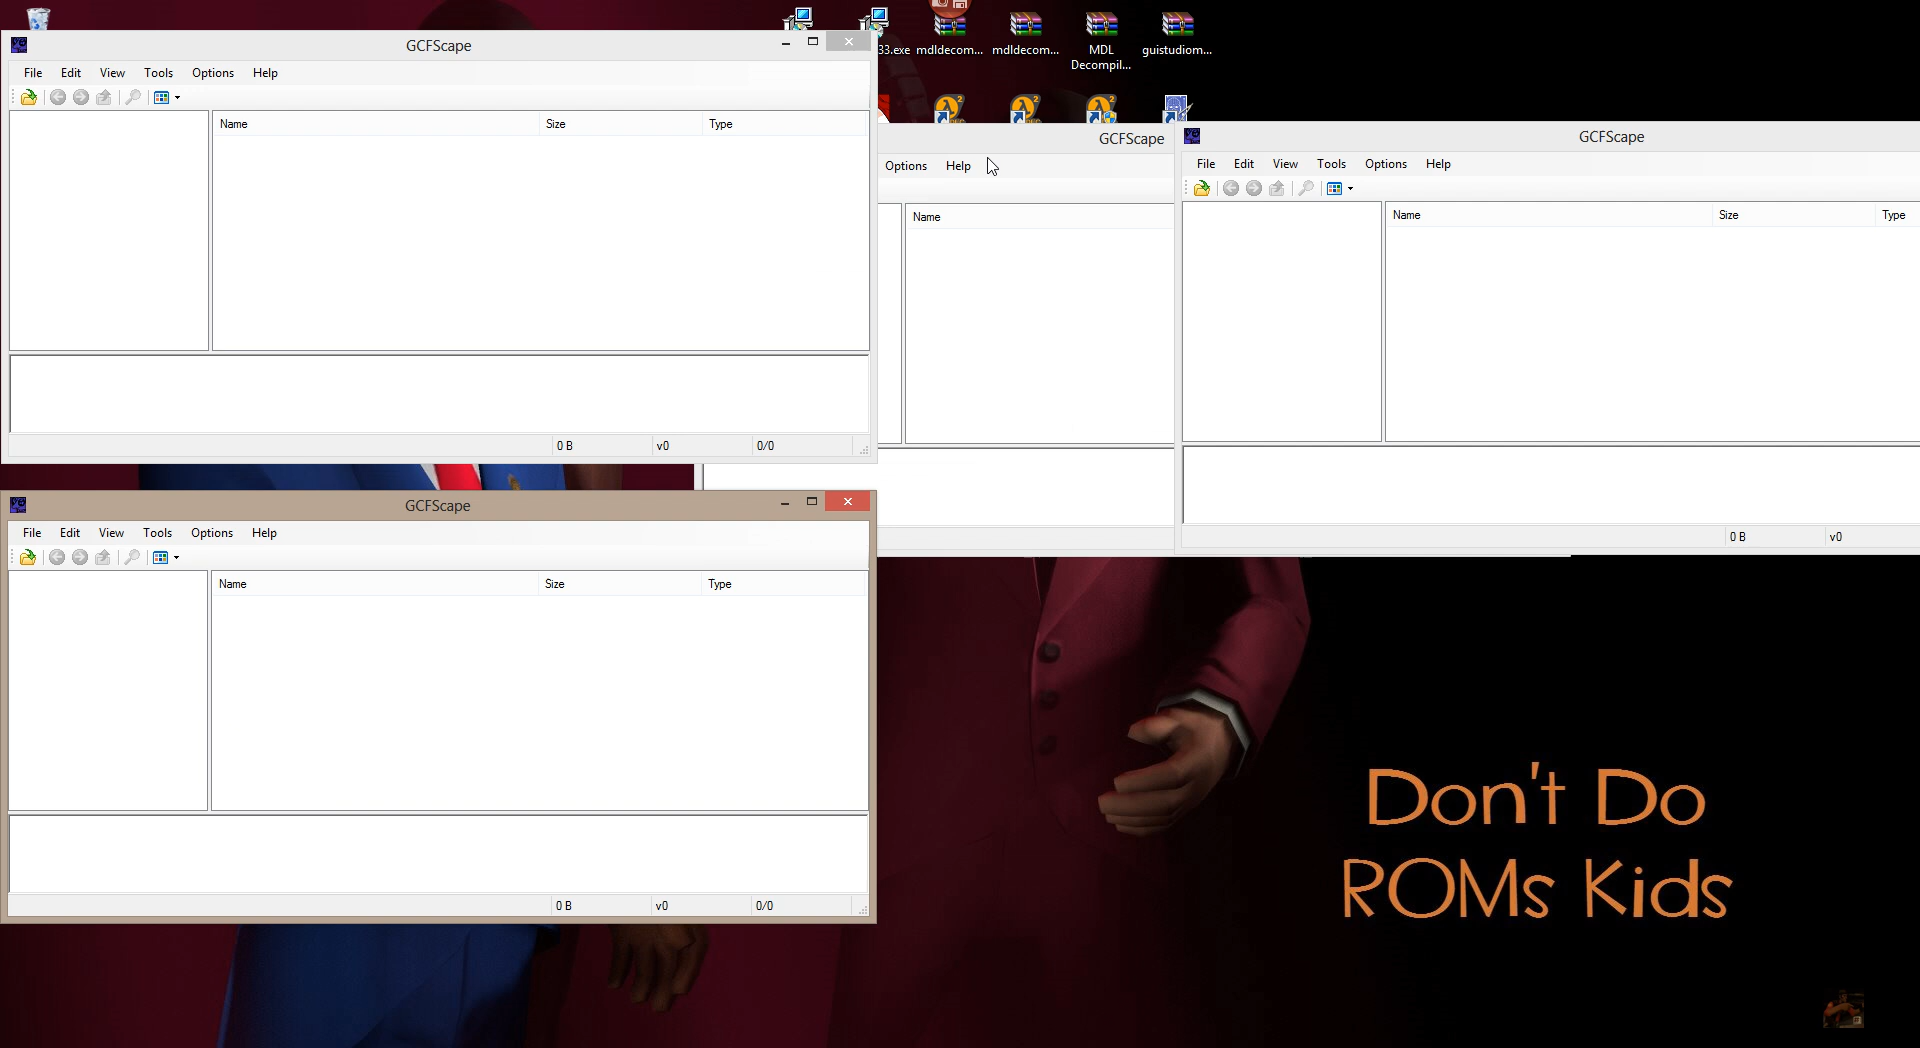 33.exe mdldecom... mdldecom... MDL Decompil... guistudiom...
GCFScape
File Edit View Tools Options Help
Name Size Type
0 B v0 0/0
GCFScape
Options Help
Name
GCFScape
File Edit View Tools Options Help
Name Size Type
0 B v0
GCFScape
File Edit View Tools Options Help
Name Size Type
0 B v0 0/0
Don't Do
ROMs Kids